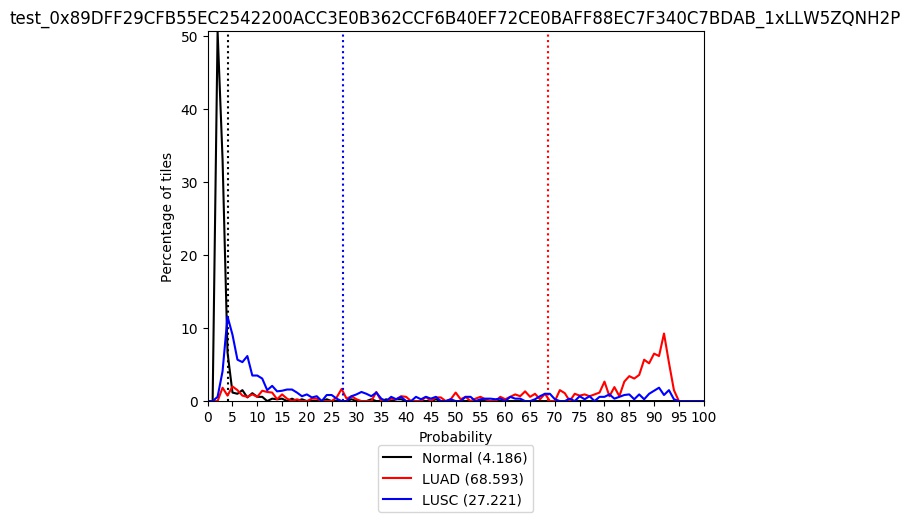 test_0x89DFF29CFB55EC2542200ACC3E0B362CCF6B40EF72CE0BAFF88EC7F340C7BDAB_1xLLW5ZQNH2P
50
40
30
20
10
0
Percentage of tiles
0 5 10 15 20 25 30 35 40 45 50 55 60 65 70 75 80 85 90 95 100
Probability
Normal (4.186)
LUAD (68.593)
LUSC (27.221)